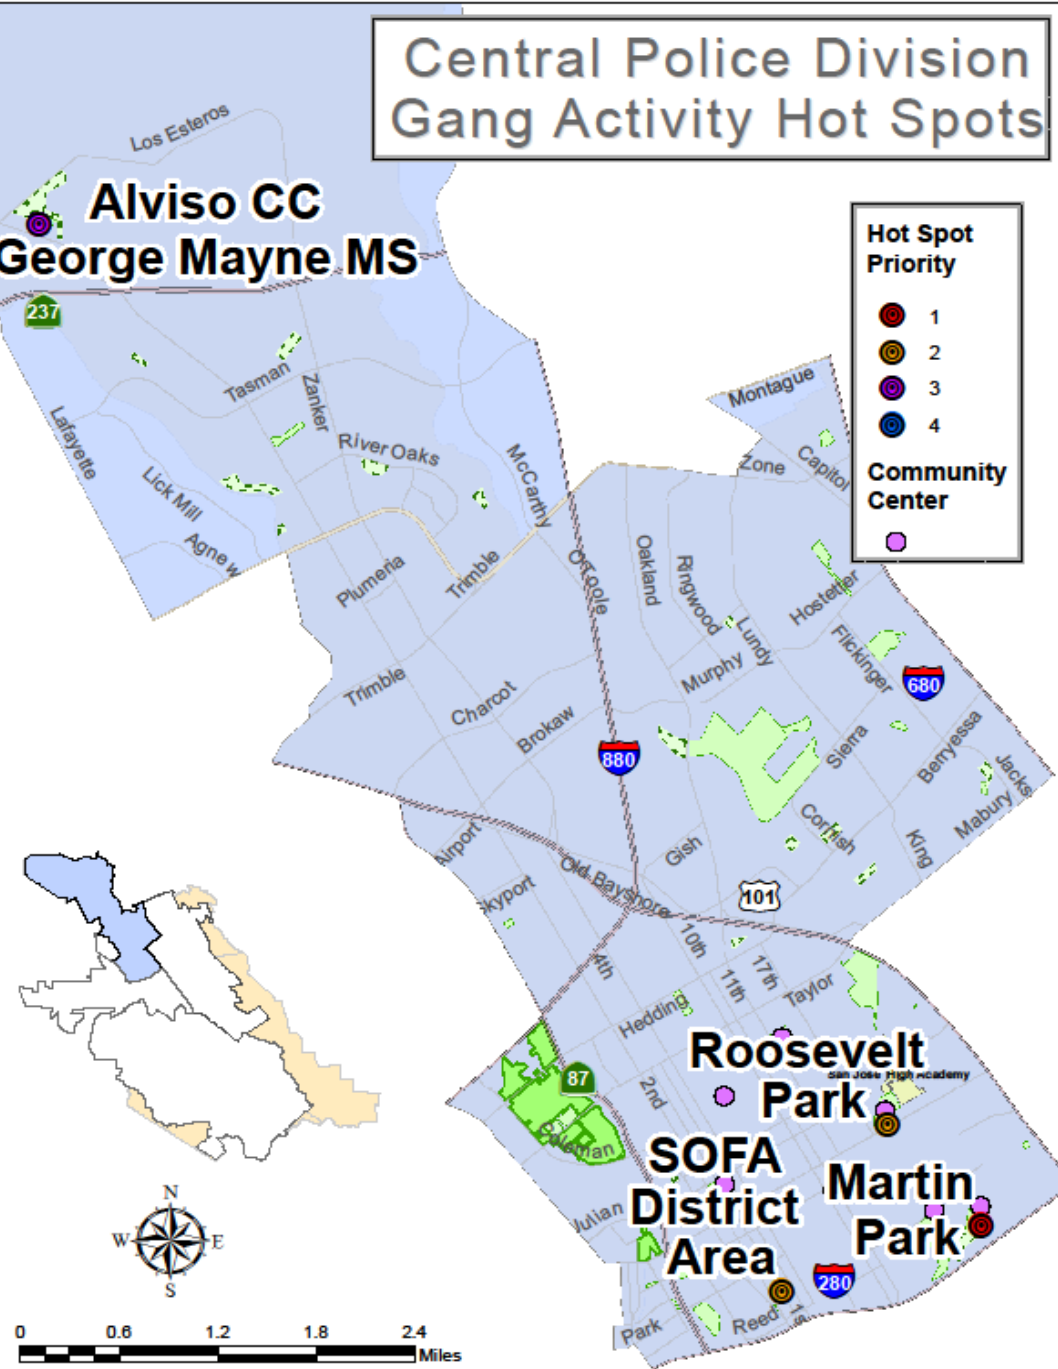 Central Police Division
Gang Activity Hot Spots
Los Esteros
Alviso CC
George Mayne MS
237
Hot Spot
Priority
1
2
3
4
Community
Center
Montague
Zone
Capitol
Tasman
Zanker
Lafayette
River Oaks
McCarthy
Lick Mill
Agnew
Plumeria
Trimble
O'Toole
Oakland
Ringwood
Lundy
Hostetter
Flickinger
Murphy
680
Trimble
Charcot
Brokaw
880
Sierra
Berryessa
Jacks
Mabury
Cornish
King
Airport
Gish
Old Bayshore
Skyport
101
10th
4th
11th
17th
Taylor
Hedding
Roosevelt
San José High Academy
Park
87
2nd
Coleman
SOFA
District
Area
Martin
Park
Julian
280
Reed
1st
Park
N
W
E
S
0 0.6 1.2 1.8 2.4
Miles